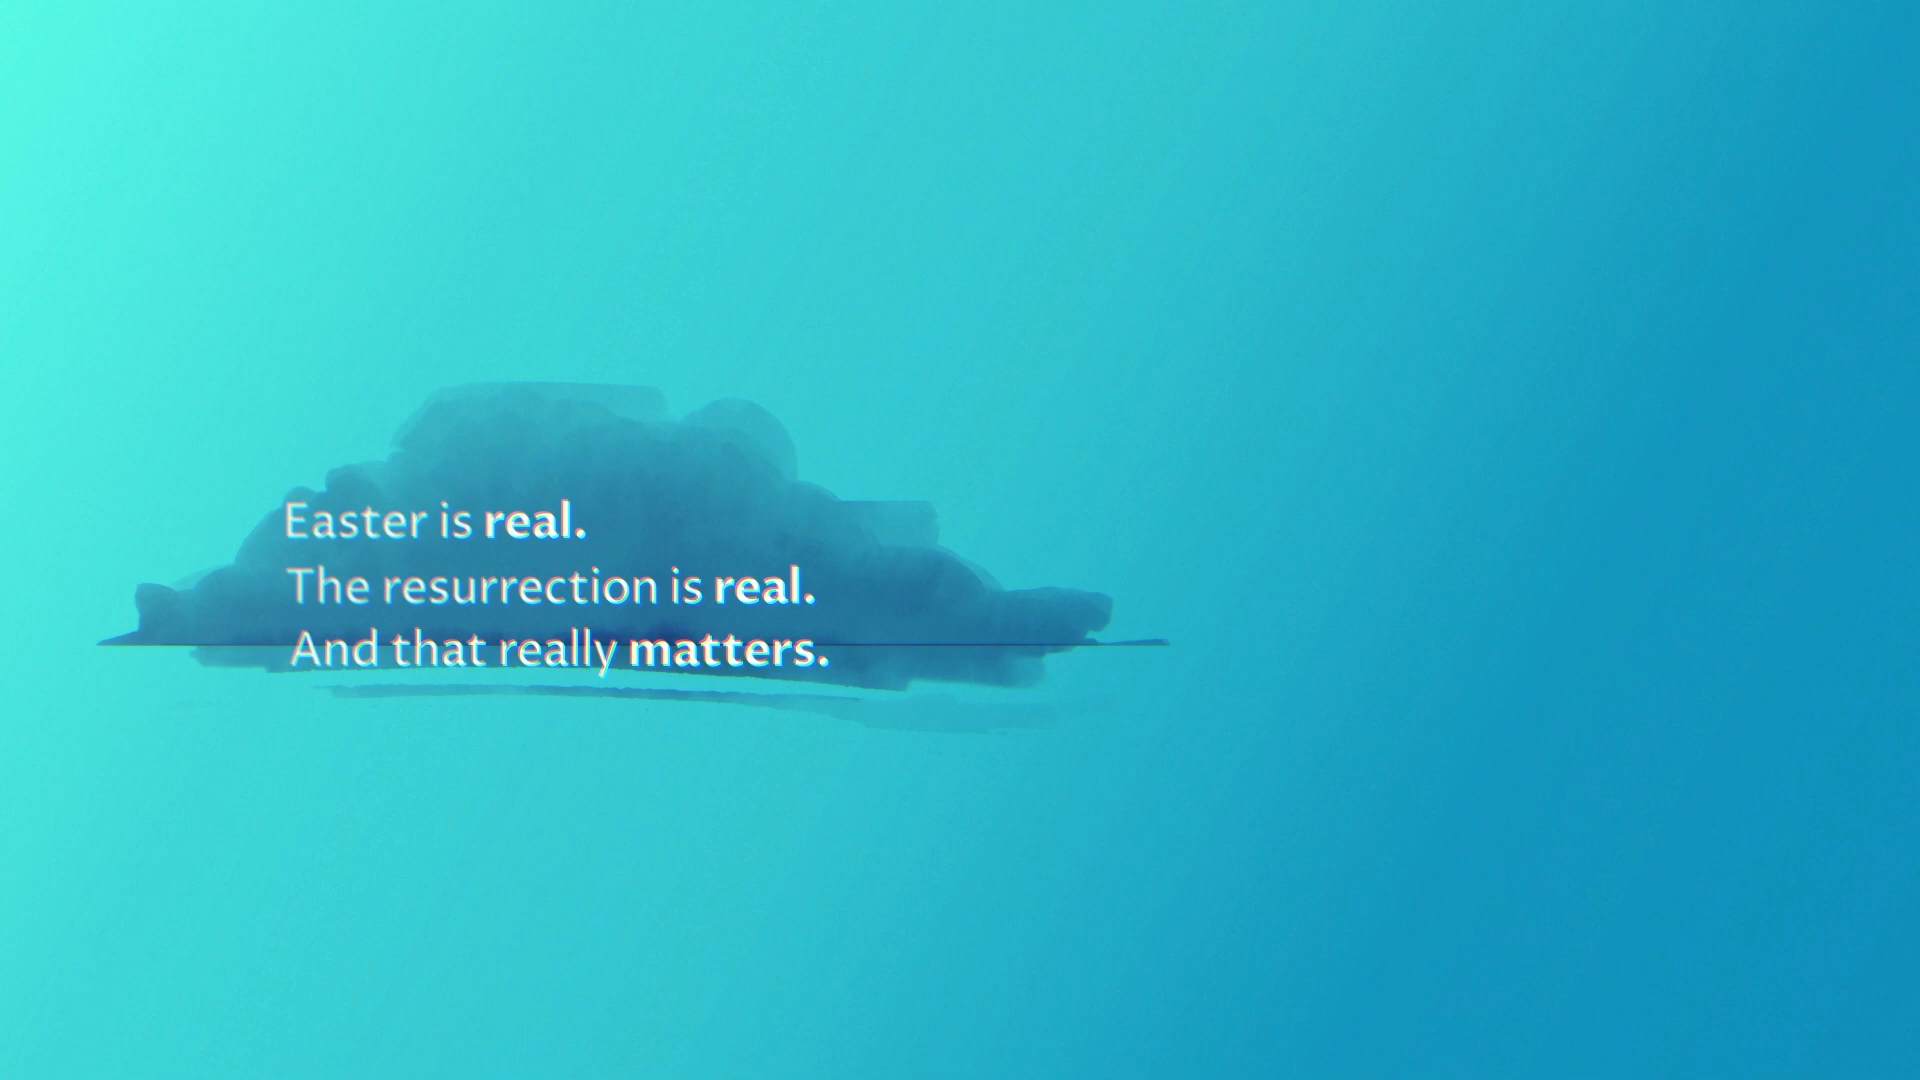 Easter is real.
The resurrection is real.
And that really matters.